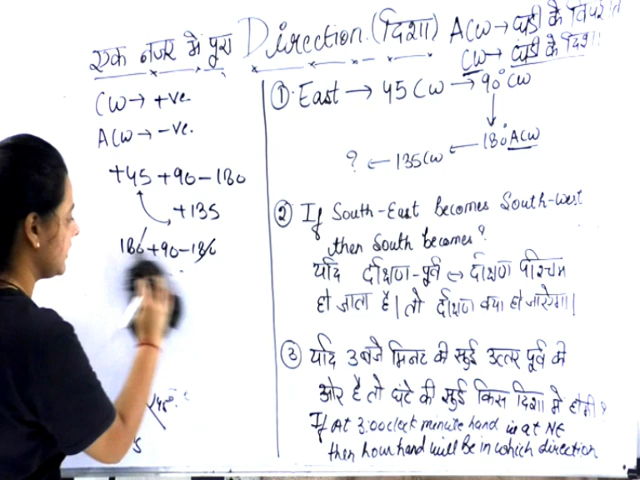 एक नजर मे पूरा Direction.(दिशा)
ACW→ घड़ी के विपरीत
CW→ घड़ी के दिशा
CW→ +ve.
ACW→ -ve.
+45 +90-180
+135
180+90-180
① East → 45 CW → 90° CW
180° ACW
? ← 135 CW ←
② If South-East becomes South-west
then South becomes?
यदि दक्षिण-पूर्व दक्षिण पश्चिम
हो जाता है। तो दक्षिण क्या हो जाएगा।
③ यदि 3 बजे मिनट की सुई उत्तर पूर्व की
ओर है तो घंटे की सुई किस दिशा मे होगी?
If At 3:00 clock minute hand is at NE
then hour hand will be in which direction